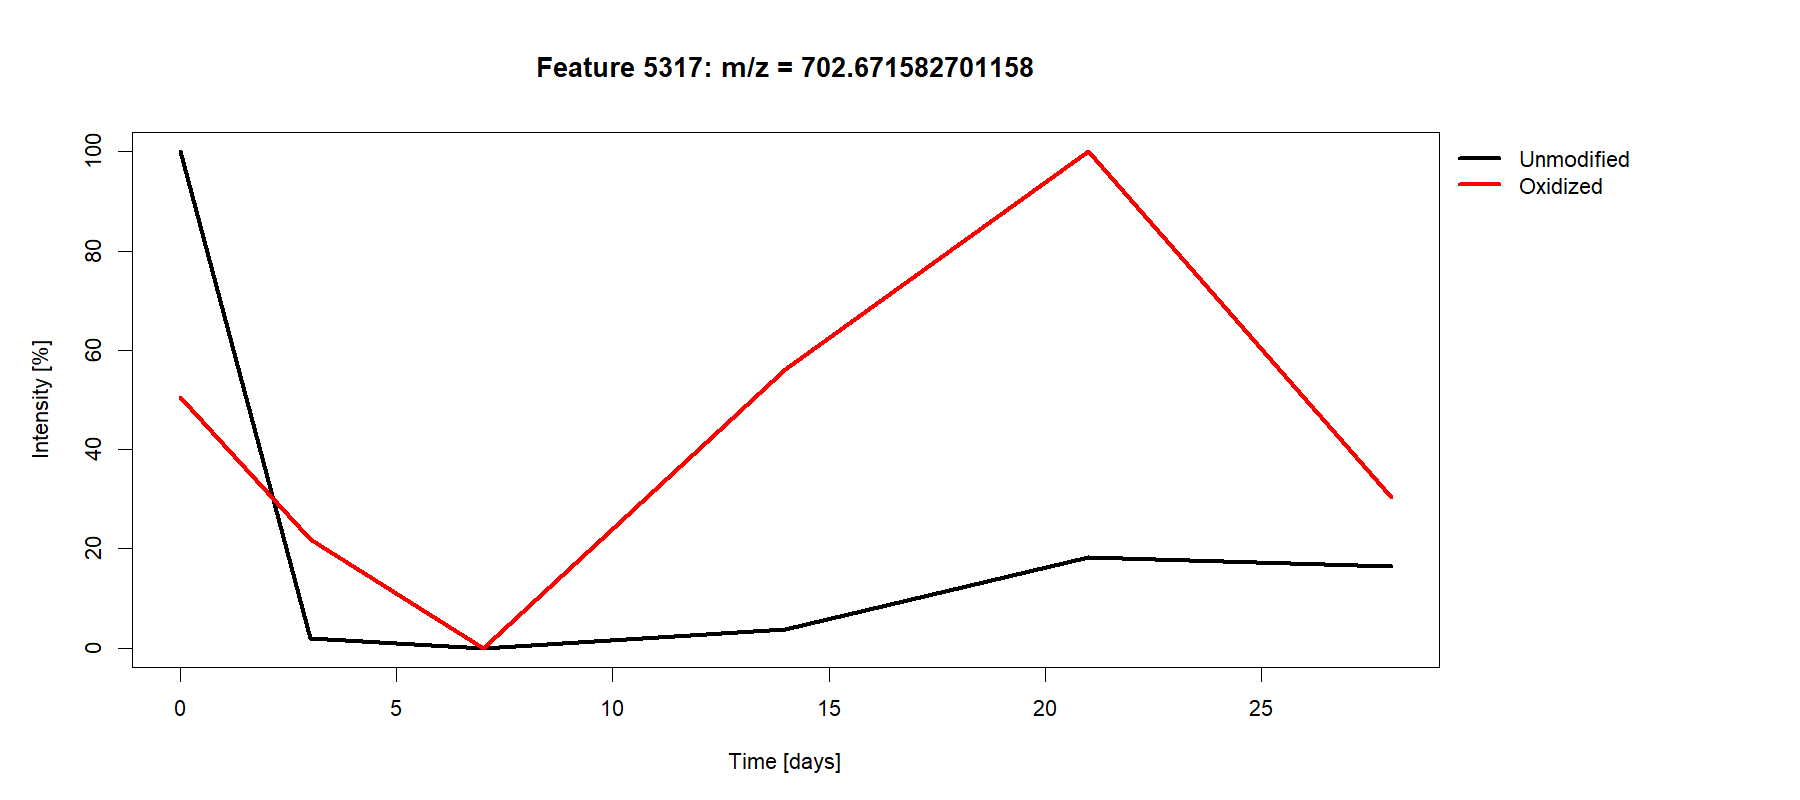 Feature 5317: m/z = 702.671582701158
Unmodified
Oxidized
Intensity [%]
100
80
60
40
20
0
0 5 10 15 20 25
Time [days]